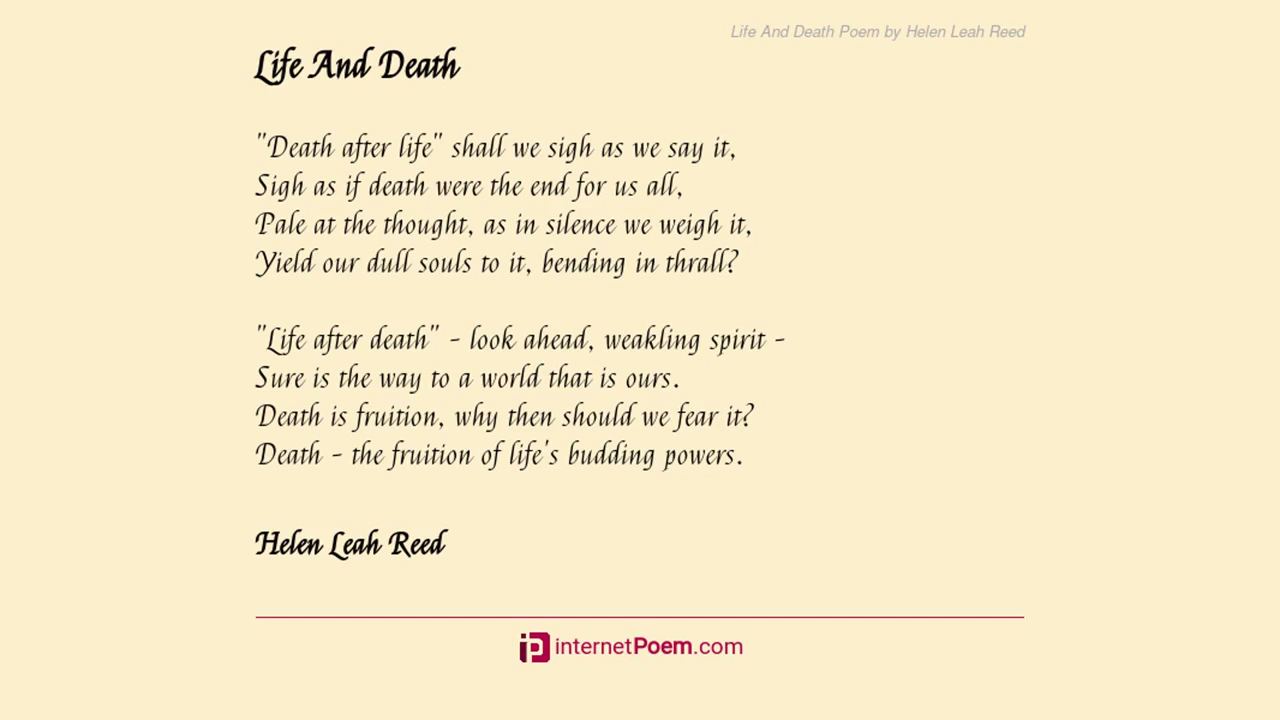 Life And Death Poem by Helen Leah Reed
Life And Death
"Death after life" shall we sigh as we say it,
Sigh as if death were the end for us all,
Pale at the thought, as in silence we weigh it,
Yield our dull souls to it, bending in thrall?
"Life after death" - look ahead, weakling spirit -
Sure is the way to a world that is ours.
Death is fruition, why then should we fear it?
Death - the fruition of life's budding powers.
Helen Leah Reed
iP internetPoem.com